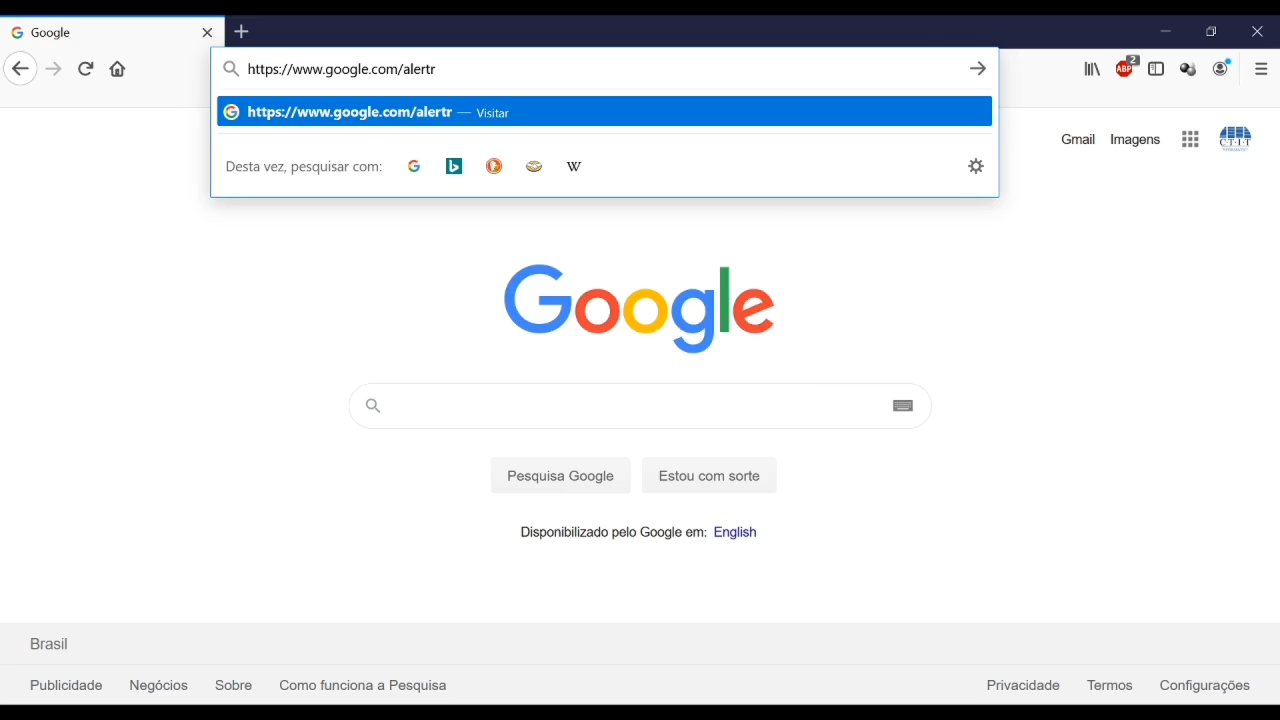 Google
https://www.google.com/alertr
https://www.google.com/alertr — Visitar
Desta vez, pesquisar com:
W
ABP 2
Gmail Imagens
C·T·I·T
Google
Pesquisa Google Estou com sorte
Disponibilizado pelo Google em: English
Brasil
Publicidade Negócios Sobre Como funciona a Pesquisa Privacidade Termos Configurações